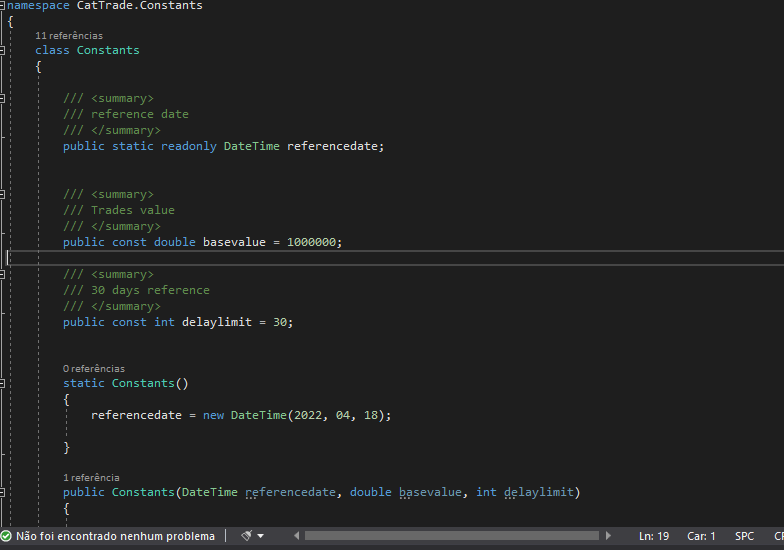 namespace CatTrade.Constants
{
11 referências
class Constants
{
/// <summary>
/// reference date
/// </summary>
public static readonly DateTime referencedate;
/// <summary>
/// Trades value
/// </summary>
public const double basevalue = 1000000;
/// <summary>
/// 30 days reference
/// </summary>
public const int delaylimit = 30;
0 referências
static Constants()
{
referencedate = new DateTime(2022, 04, 18);
}
1 referência
public Constants(DateTime referencedate, double basevalue, int delaylimit)
{
Não foi encontrado nenhum problema Ln: 19 Car: 1 SPC